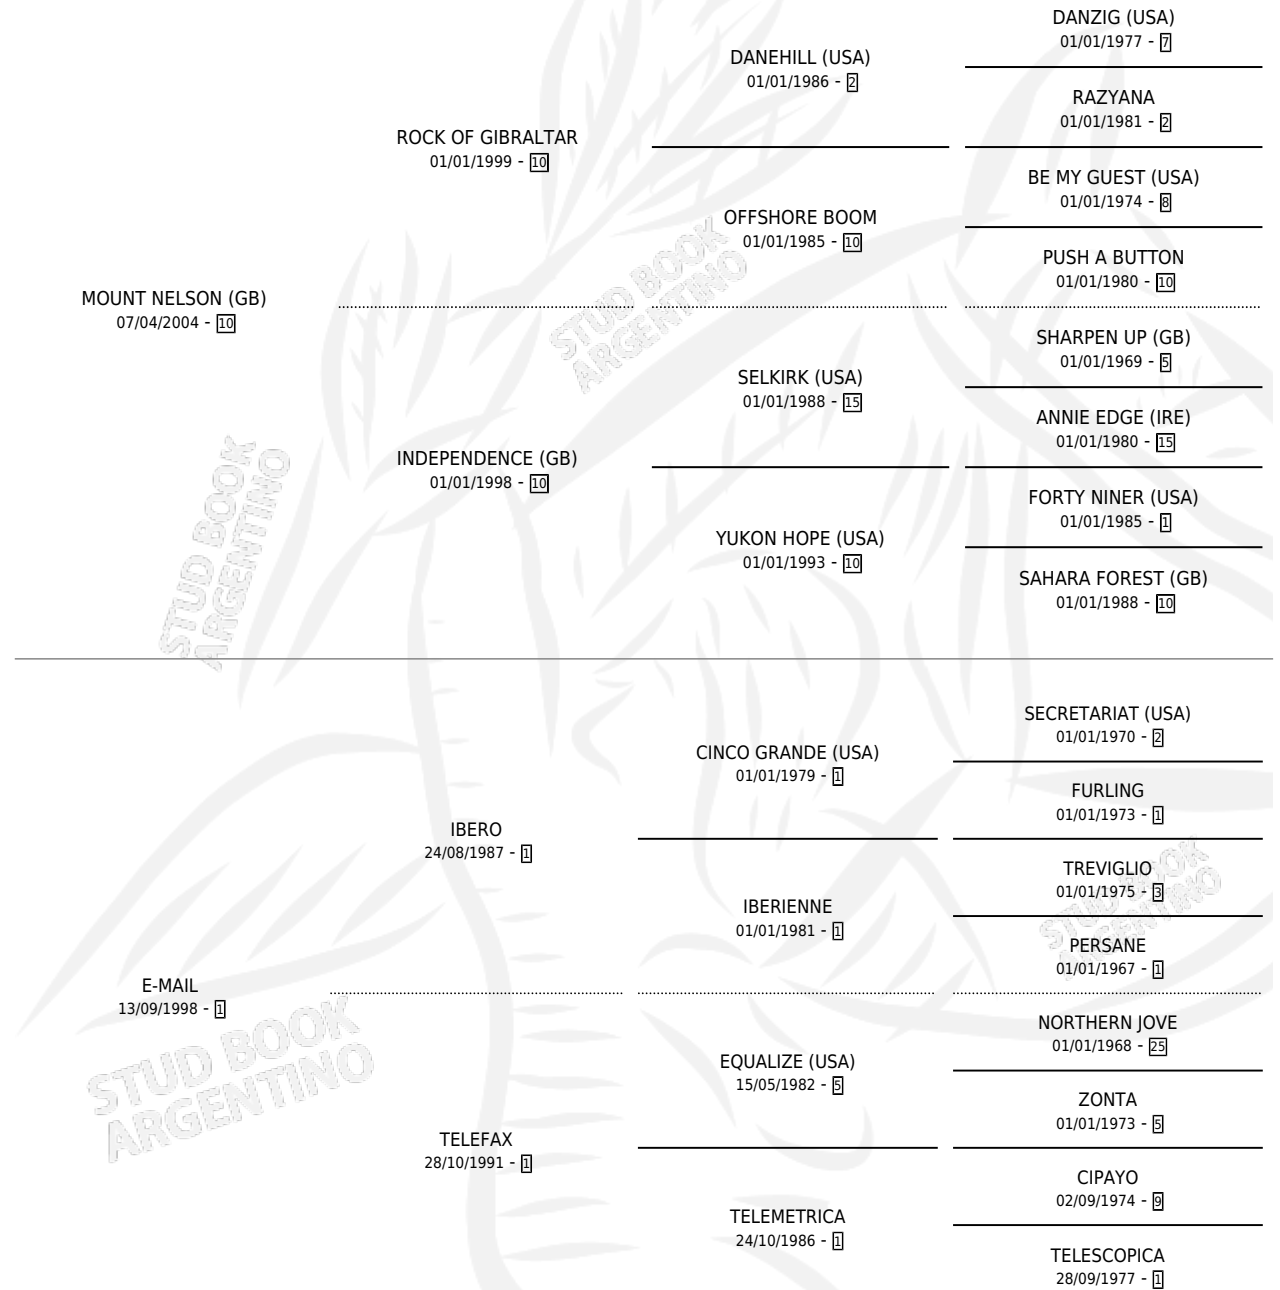 DANZIG (USA)
01/01/1977 - 7
DANEHILL (USA)
01/01/1986 - 2
RAZYANA
01/01/1981 - 2
ROCK OF GIBRALTAR
01/01/1999 - 10
BE MY GUEST (USA)
01/01/1974 - 8
OFFSHORE BOOM
01/01/1985 - 10
PUSH A BUTTON
01/01/1980 - 10
MOUNT NELSON (GB)
07/04/2004 - 10
STUD BOOK
ARGENTINO
SHARPEN UP (GB)
01/01/1969 - 5
SELKIRK (USA)
01/01/1988 - 15
ANNIE EDGE (IRE)
01/01/1980 - 15
INDEPENDENCE (GB)
01/01/1998 - 10
FORTY NINER (USA)
01/01/1985 - 1
YUKON HOPE (USA)
01/01/1993 - 10
SAHARA FOREST (GB)
01/01/1988 - 10
STUD BOOK
ARGENTINO
SECRETARIAT (USA)
01/01/1970 - 2
CINCO GRANDE (USA)
01/01/1979 - 1
FURLING
01/01/1973 - 1
IBERO
24/08/1987 - 1
TREVIGLIO
01/01/1975 - 3
IBERIENNE
01/01/1981 - 1
PERSANE
01/01/1967 - 1
STUD BOOK
ARGENTINO
E-MAIL
13/09/1998 - 1
NORTHERN JOVE
01/01/1968 - 25
EQUALIZE (USA)
15/05/1982 - 5
ZONTA
01/01/1973 - 5
STUD BOOK
ARGENTINO
TELEFAX
28/10/1991 - 1
CIPAYO
02/09/1974 - 9
TELEMETRICA
24/10/1986 - 1
TELESCOPICA
28/09/1977 - 1